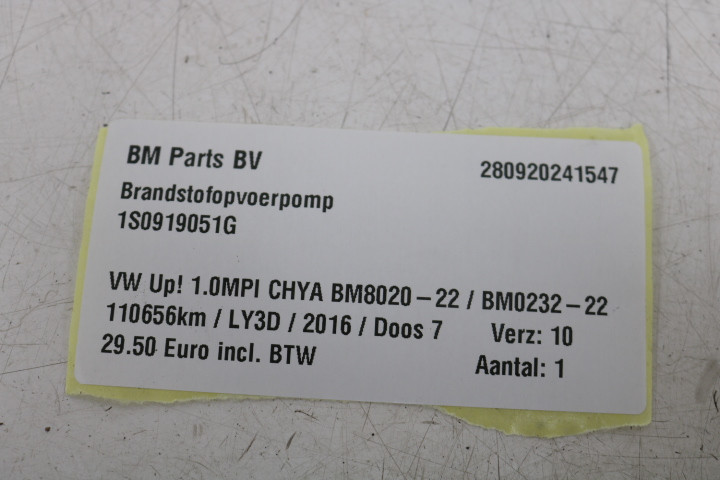 BM Parts BV 280920241547
Brandstofopvoerpomp
1S0919051G
VW Up! 1.0MPI CHYA BM8020-22 / BM0232-22
110656km / LY3D / 2016 / Doos 7 Verz: 10
29.50 Euro incl. BTW Aantal: 1